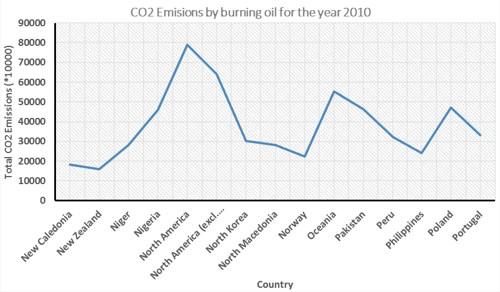 CO2 Emisions by burning oil for the year 2010
Total CO2 Emissions (*10000)
90000
80000
70000
60000
50000
40000
30000
20000
10000
0
New Caledonia
New Zealand
Niger
Nigeria
North America
North America (excl....
North Korea
North Macedonia
Norway
Oceania
Pakistan
Peru
Philippines
Poland
Portugal
Country